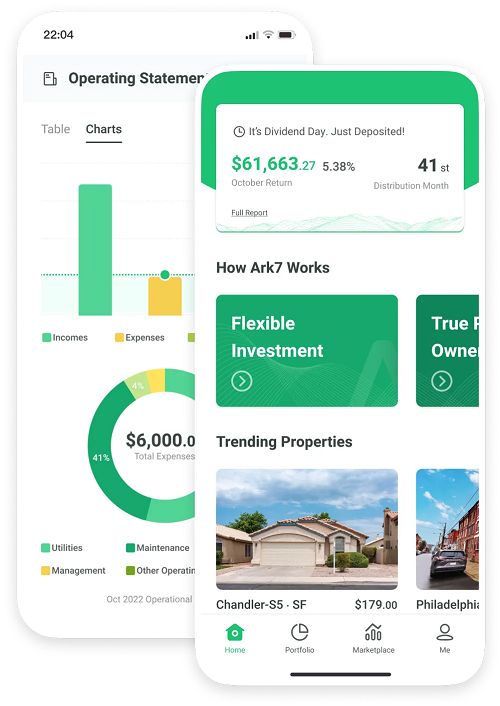 22:04
Operating Statement
Table
Charts
Incomes
Expenses
4%
41%
$6,000.0
Total Expenses
Utilities
Maintenance
Management
Other Operatin
Oct 2022 Operational
It's Dividend Day. Just Deposited!
$61,663.27 5.38%
October Return
41 st
Distribution Month
Full Report
How Ark7 Works
Flexible
Investment
True
Owne
Trending Properties
Chandler-S5 · SF
$179.00
Philadelphia
Home
Portfolio
Marketplace
Me